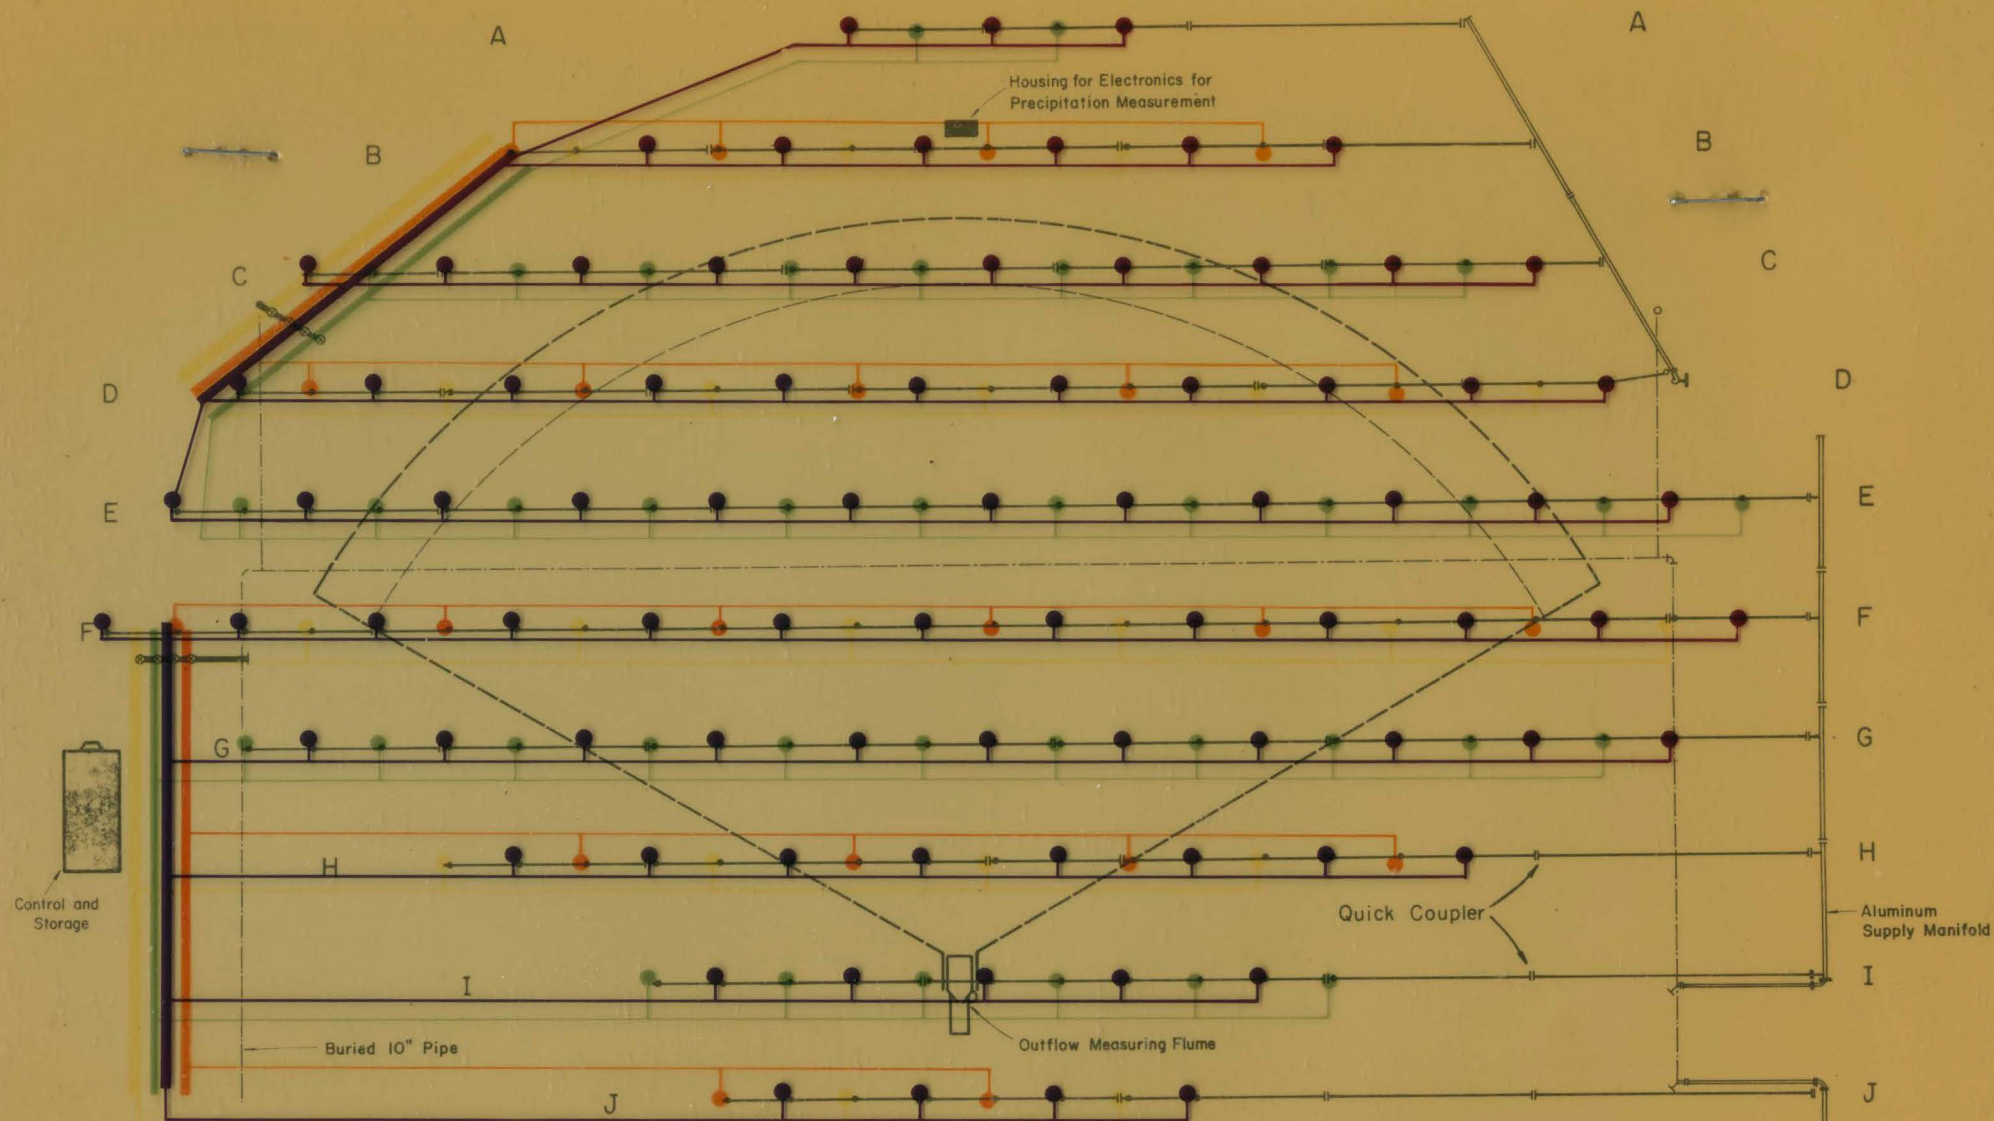 A A
Housing for Electronics for
Precipitation Measurement
B B
C C
D D
E E
F F
G G
H H
Control and
Storage
Quick Coupler
Aluminum
Supply Manifold
I I
Buried 10" Pipe
Outflow Measuring Flume
J J